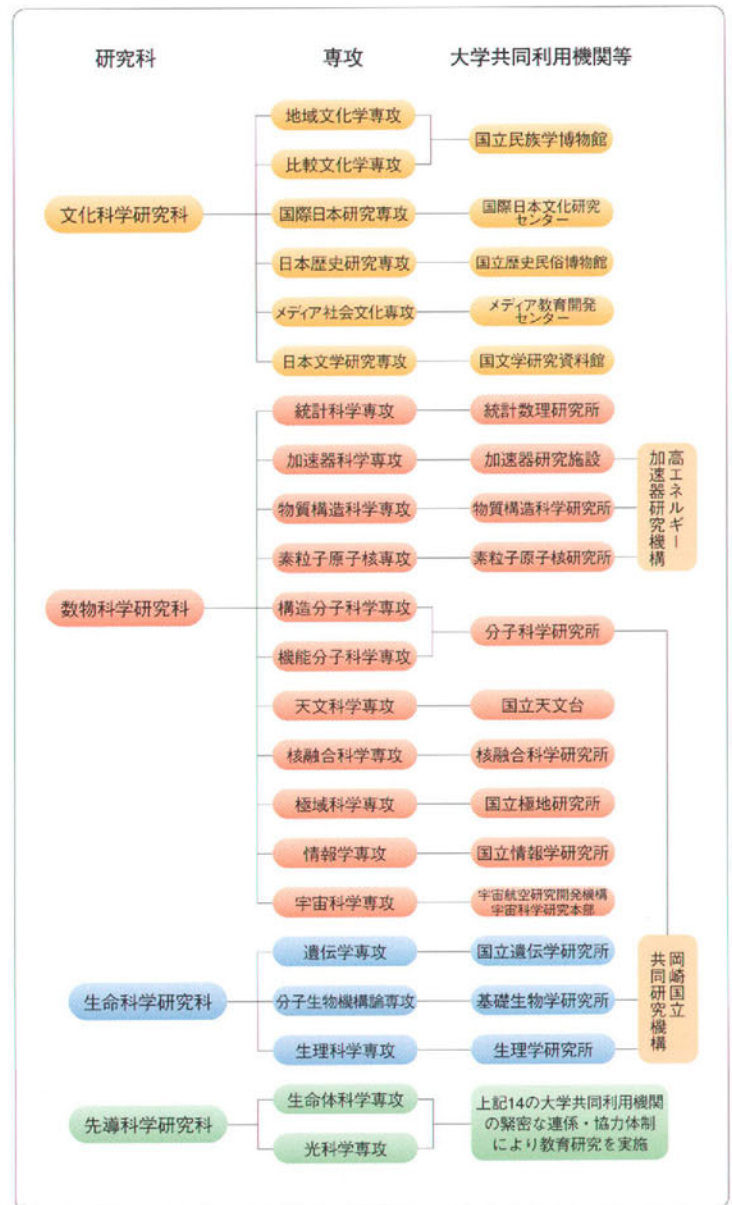 研究科
専攻
大学共同利用機関等
文化科学研究科
地域文化学専攻
比較文化学専攻
国立民族学博物館
国際日本研究専攻
国際日本文化研究
センター
日本歴史研究専攻
国立歴史民俗博物館
メディア社会文化専攻
メディア教育開発
センター
日本文学研究専攻
国文学研究資料館
数物科学研究科
統計科学専攻
統計数理研究所
加速器科学専攻
加速器研究施設
物質構造科学専攻
物質構造科学研究所
素粒子原子核専攻
素粒子原子核研究所
高エネルギー
加速器研究機構
構造分子科学専攻
機能分子科学専攻
分子科学研究所
天文科学専攻
国立天文台
核融合科学専攻
核融合科学研究所
極域科学専攻
国立極地研究所
情報学専攻
国立情報学研究所
宇宙科学専攻
宇宙航空研究開発機構
宇宙科学研究本部
生命科学研究科
遺伝学専攻
国立遺伝学研究所
分子生物機構論専攻
基礎生物学研究所
生理科学専攻
生理学研究所
岡崎国立
共同研究機構
先導科学研究科
生命体科学専攻
光科学専攻
上記14の大学共同利用機関
の緊密な連係・協力体制
により教育研究を実施